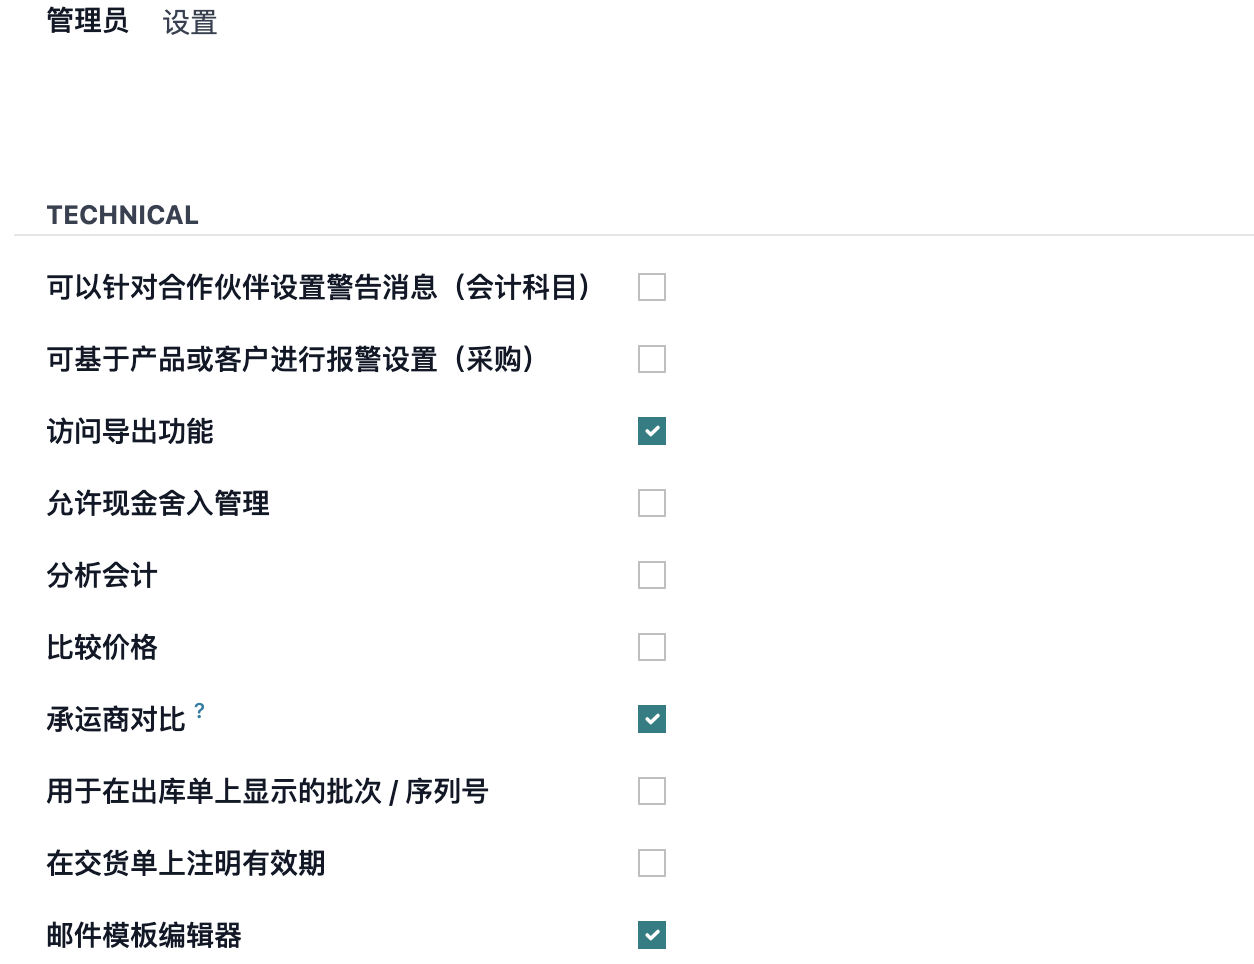 管理员 设置
TECHNICAL
可以针对合作伙伴设置警告消息（会计科目）
可基于产品或客户进行报警设置（采购）
访问导出功能
允许现金舍入管理
分析会计
比较价格
承运商对比 ?
用于在出库单上显示的批次 / 序列号
在交货单上注明有效期
邮件模板编辑器